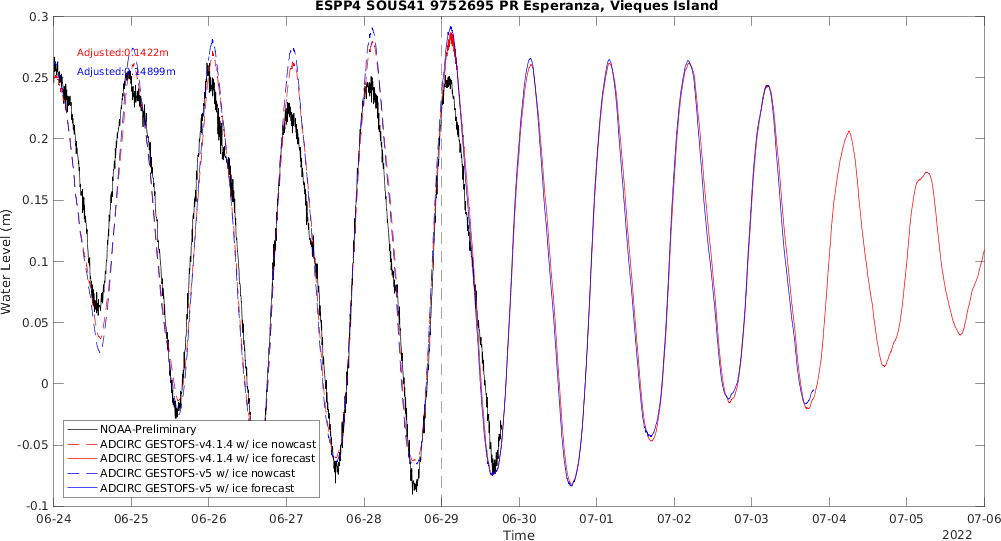 ESPP4 SOUS41 9752695 PR Esperanza, Vieques Island
Adjusted:0.1422m
Adjusted:0.14899m
Water Level (m)
0.3
0.25
0.2
0.15
0.1
0.05
0
-0.05
-0.1
NOAA-Preliminary
ADCIRC GESTOFS-v4.1.4 w/ ice nowcast
ADCIRC GESTOFS-v4.1.4 w/ ice forecast
ADCIRC GESTOFS-v5 w/ ice nowcast
ADCIRC GESTOFS-v5 w/ ice forecast
06-24 06-25 06-26 06-27 06-28 06-29 06-30 07-01 07-02 07-03 07-04 07-05 07-06
Time
2022